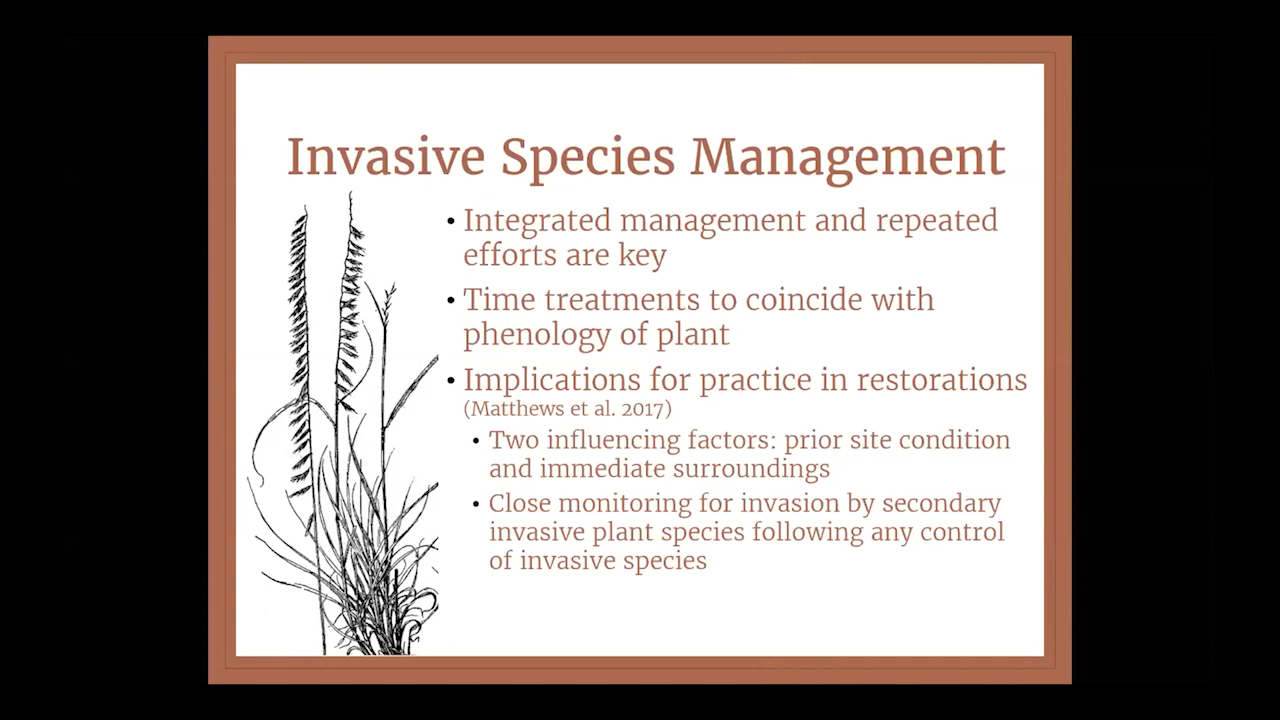 Invasive Species Management
• Integrated management and repeated
efforts are key
• Time treatments to coincide with
phenology of plant
• Implications for practice in restorations
(Matthews et al. 2017)
• Two influencing factors: prior site condition
and immediate surroundings
• Close monitoring for invasion by secondary
invasive plant species following any control
of invasive species